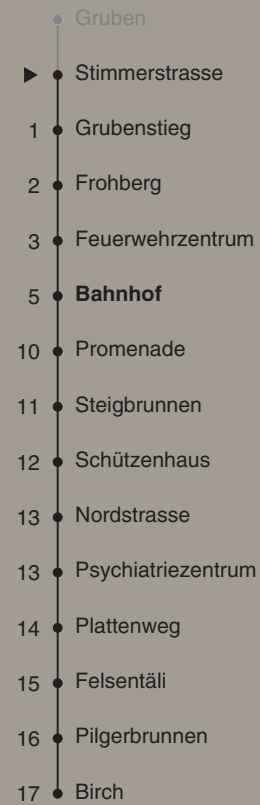 Gruben
Stimmerstrasse
1 Grubenstieg
2 Frohberg
3 Feuerwehrzentrum
5 Bahnhof
10 Promenade
11 Steigbrunnen
12 Schützenhaus
13 Nordstrasse
13 Psychiatriezentrum
14 Plattenweg
15 Felsentäli
16 Pilgerbrunnen
17 Birch